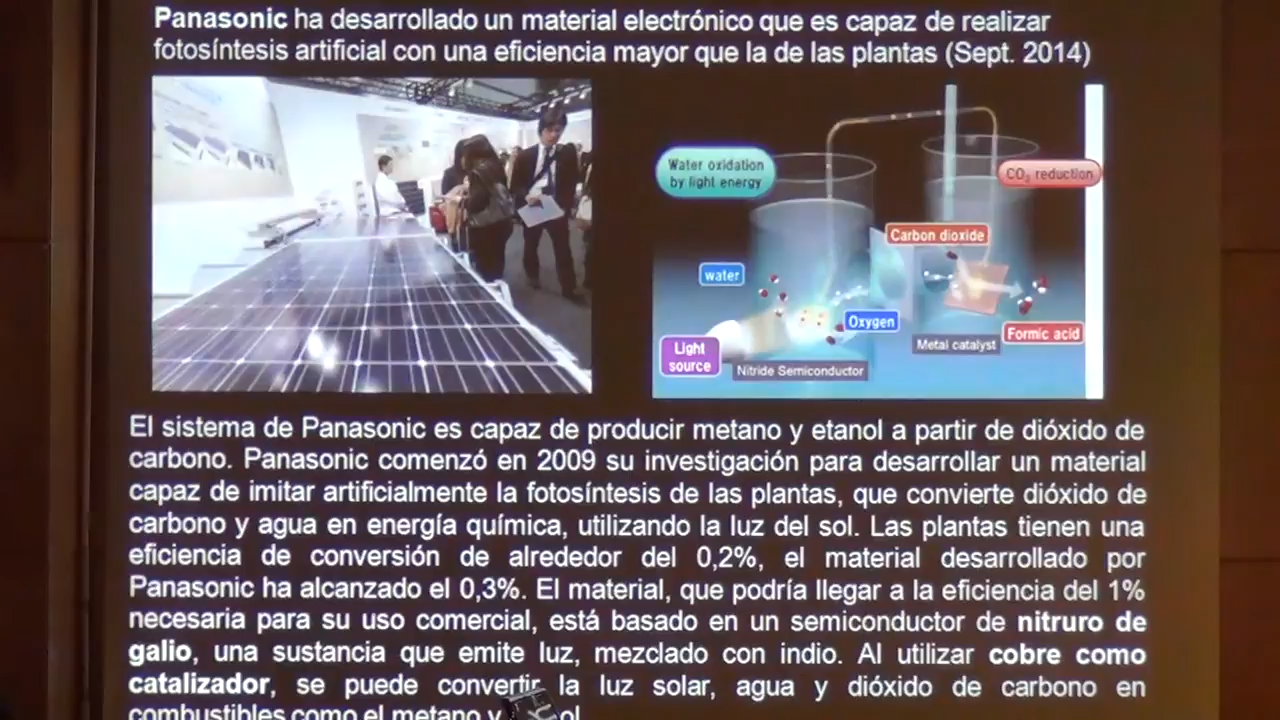 Panasonic ha desarrollado un material electrónico que es capaz de realizar
fotosíntesis artificial con una eficiencia mayor que la de las plantas (Sept. 2014)
Water oxidation
by light energy
CO₂ reduction
Carbon dioxide
water
Oxygen
Formic acid
Metal catalyst
Light
source
Nitride Semiconductor
El sistema de Panasonic es capaz de producir metano y etanol a partir de dióxido de
carbono. Panasonic comenzó en 2009 su investigación para desarrollar un material
capaz de imitar artificialmente la fotosíntesis de las plantas, que convierte dióxido de
carbono y agua en energía química, utilizando la luz del sol. Las plantas tienen una
eficiencia de conversión de alrededor del 0,2%, el material desarrollado por
Panasonic ha alcanzado el 0,3%. El material, que podría llegar a la eficiencia del 1%
necesaria para su uso comercial, está basado en un semiconductor de nitruro de
galio, una sustancia que emite luz, mezclado con indio. Al utilizar cobre como
catalizador, se puede convertir la luz solar, agua y dióxido de carbono en
combustibles como el metano y